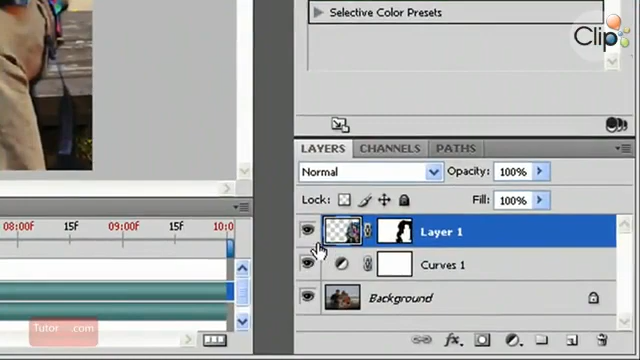 Selective Color Presets
Clip
LAYERS CHANNELS PATHS
Normal Opacity: 100%
Lock: Fill: 100%
08:00f 15f 09:00f 15f 10:0
Layer 1
Curves 1
Background
Tutor .com
fx